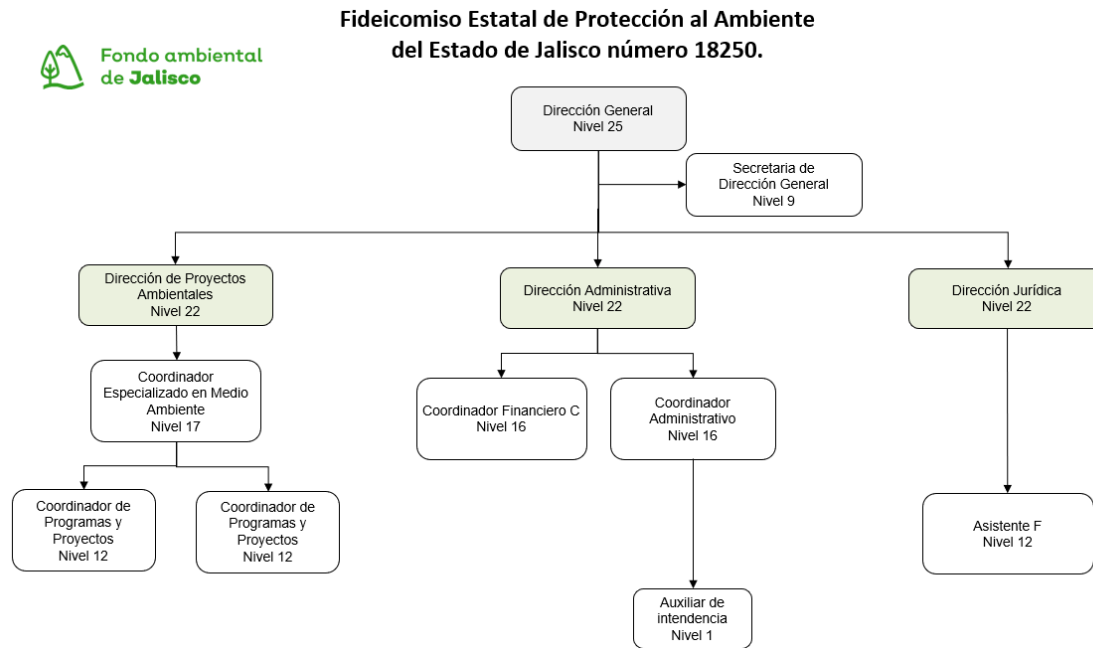 Fideicomiso Estatal de Protección al Ambiente
del Estado de Jalisco número 18250.
Fondo ambiental
de Jalisco
Dirección General
Nivel 25
Secretaria de
Dirección General
Nivel 9
Dirección de Proyectos
Ambientales
Nivel 22
Dirección Administrativa
Nivel 22
Dirección Jurídica
Nivel 22
Coordinador
Especializado en Medio
Ambiente
Nivel 17
Coordinador Financiero C
Nivel 16
Coordinador
Administrativo
Nivel 16
Coordinador de
Programas y
Proyectos
Nivel 12
Coordinador de
Programas y
Proyectos
Nivel 12
Asistente F
Nivel 12
Auxiliar de
intendencia
Nivel 1